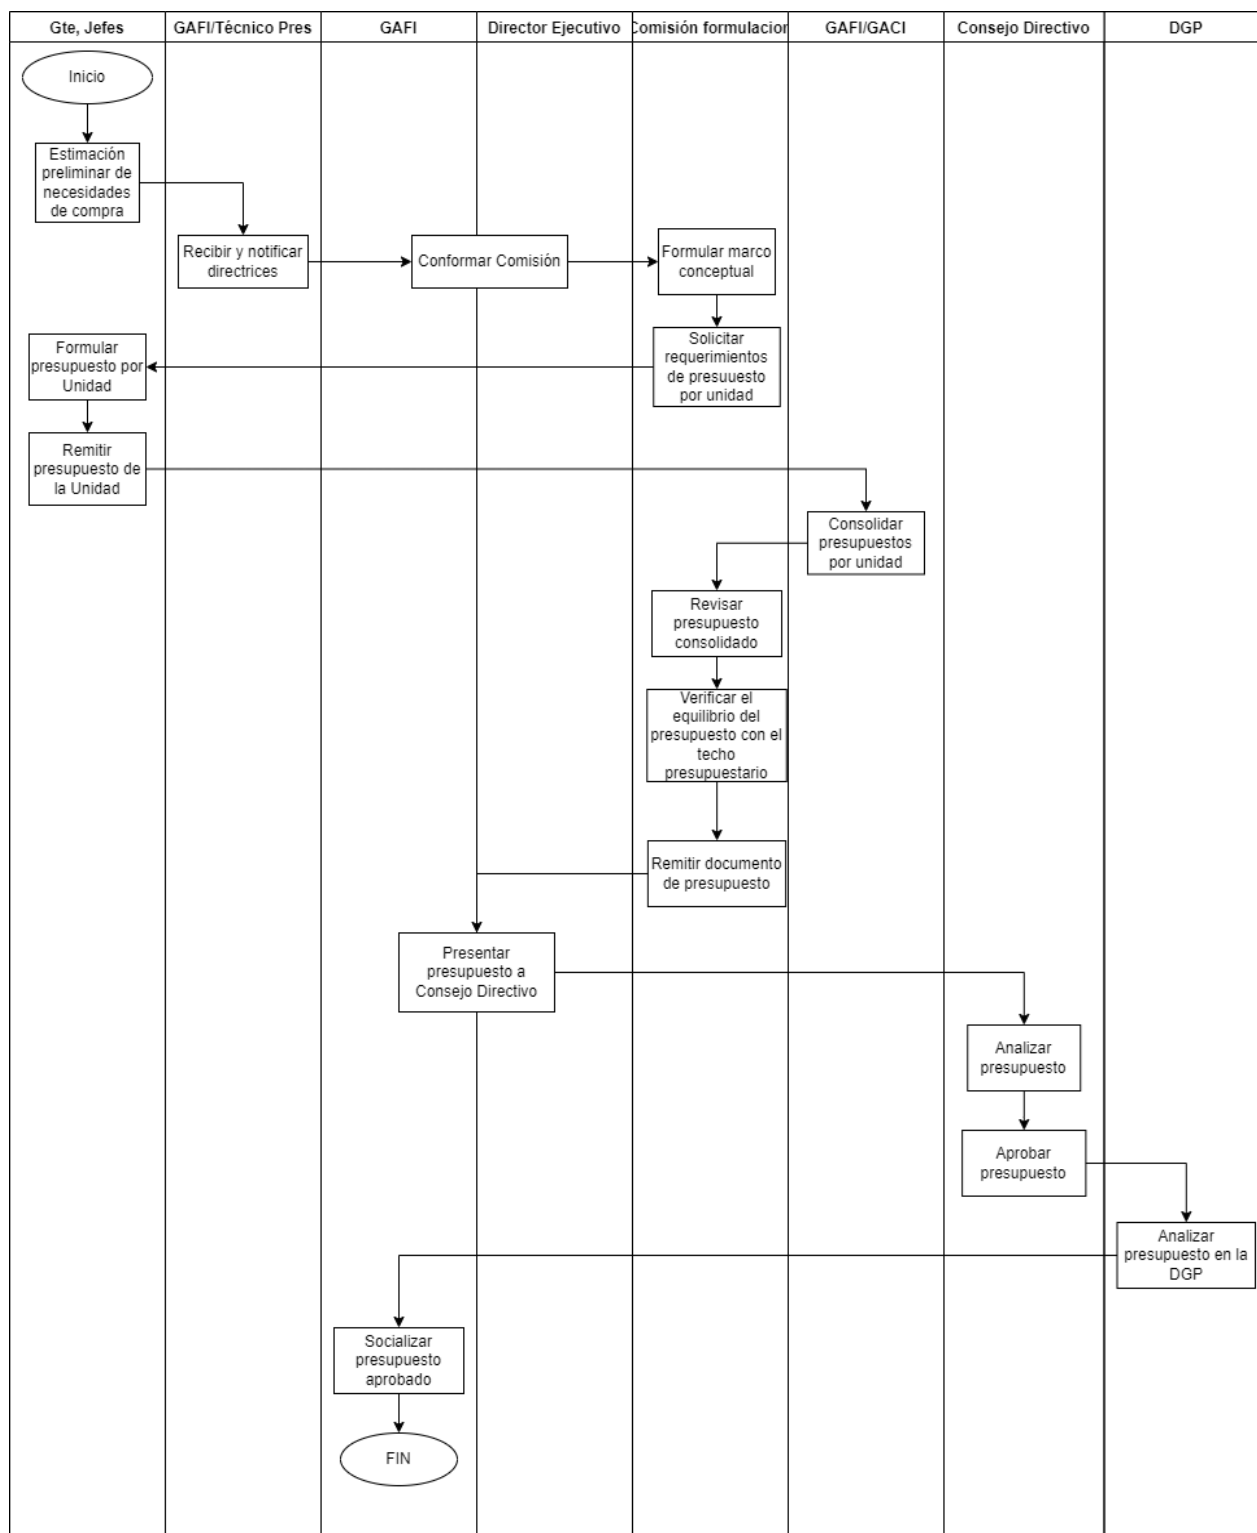 Gte, Jefes
GAFI/Técnico Pres
GAFI
Director Ejecutivo
Comisión formulacion
GAFI/GACI
Consejo Directivo
DGP
Inicio
Estimación
preliminar de
necesidades
de compra
Recibir y notificar
directrices
Conformar Comisión
Formular marco
conceptual
Solicitar
requerimientos
de presuuesto
por unidad
Formular
presupuesto por
Unidad
Remitir
presupuesto de
la Unidad
Consolidar
presupuestos
por unidad
Revisar
presupuesto
consolidado
Verificar el
equilibrio del
presupuesto con el
techo
presupuestario
Remitir documento
de presupuesto
Presentar
presupuesto a
Consejo Directivo
Analizar
presupuesto
Aprobar
presupuesto
Analizar
presupuesto en la
DGP
Socializar
presupuesto
aprobado
FIN